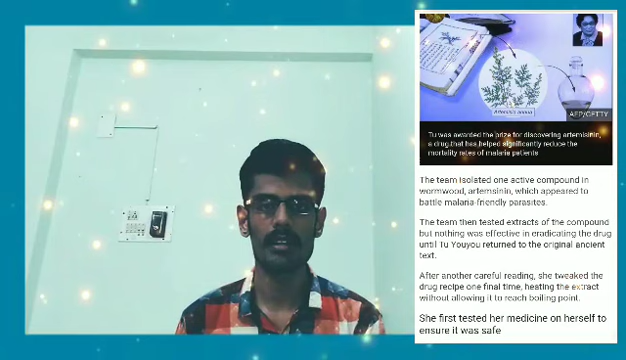 Artemisia annua
AFP/GETTY
Tu was awarded the prize for discovering artemisinin,
a drug that has helped significantly reduce the
mortality rates of malaria patients
The team isolated one active compound in
wormwood, artemsinin, which appeared to
battle malaria-friendly parasites.
The team then tested extracts of the compound
but nothing was effective in eradicating the drug
until Tu Youyou returned to the original ancient
text.
After another careful reading, she tweaked the
drug recipe one final time, heating the extract
without allowing it to reach boiling point.
She first tested her medicine on herself to
ensure it was safe